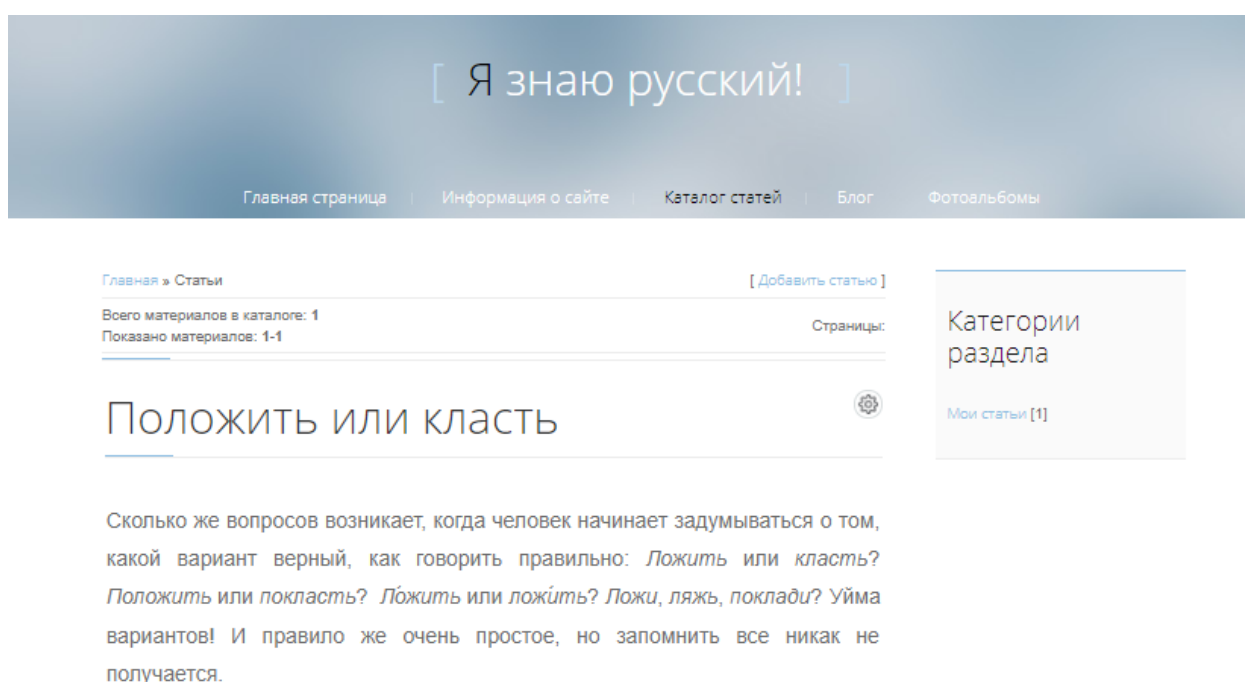 [ Я знаю русский! ]
Главная страница | Информация о сайте | Каталог статей | Блог Фотоальбомы
Главная » Статьи [ Добавить статью ]
Всего материалов в каталоге: 1
Показано материалов: 1-1
Страницы:
Положить или класть
Сколько же вопросов возникает, когда человек начинает задумываться о том,
какой вариант верный, как говорить правильно: Ложить или класть?
Положить или покласть? Ло́жить или ложи́ть? Ложи, ляжь, поклади? Уйма
вариантов! И правило же очень простое, но запомнить все никак не
получается.
Категории
раздела
Мои статьи [1]